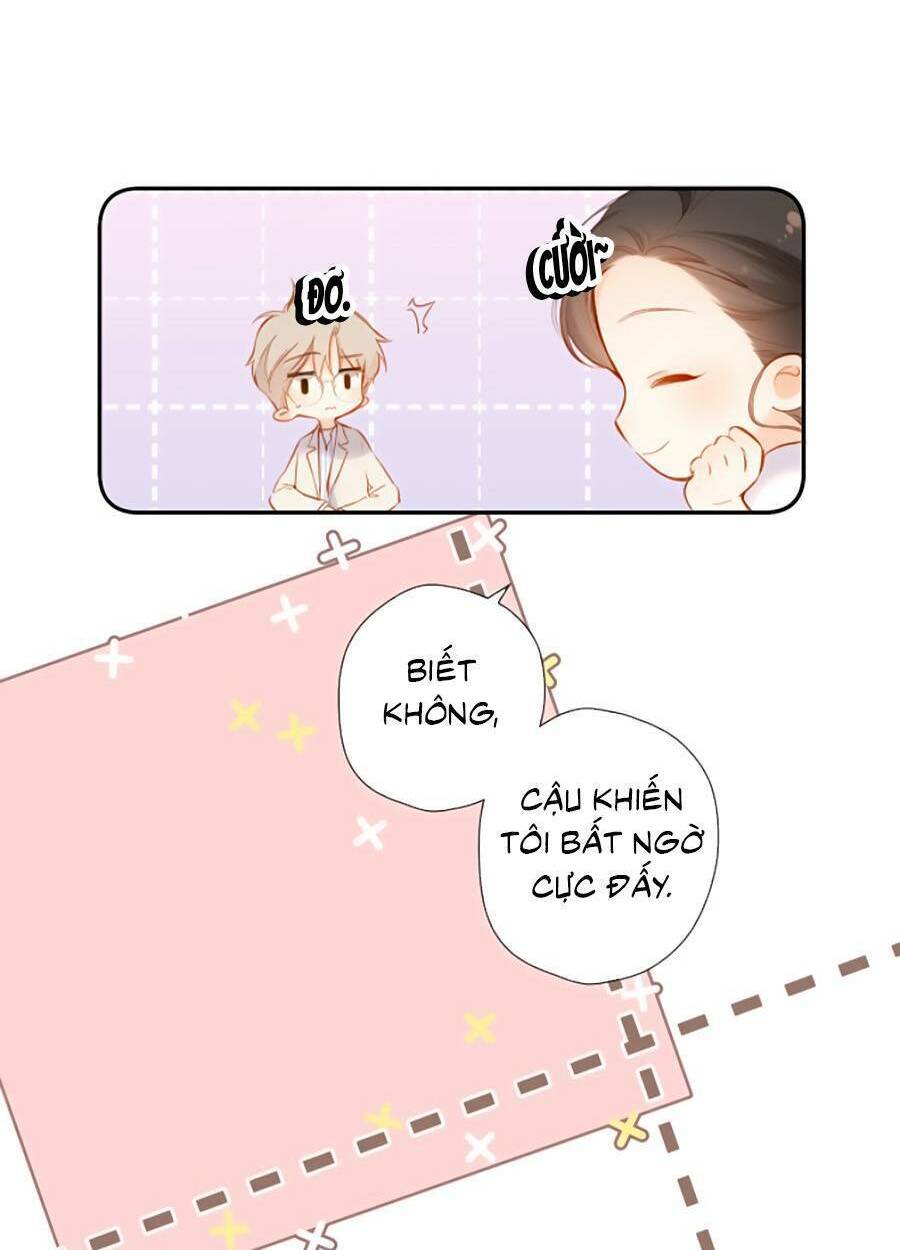 ĐƠ.
CƯỜI~
BIẾT
KHÔNG,
CẬU KHIẾN
TÔI BẤT NGỜ
CỰC ĐẤY.